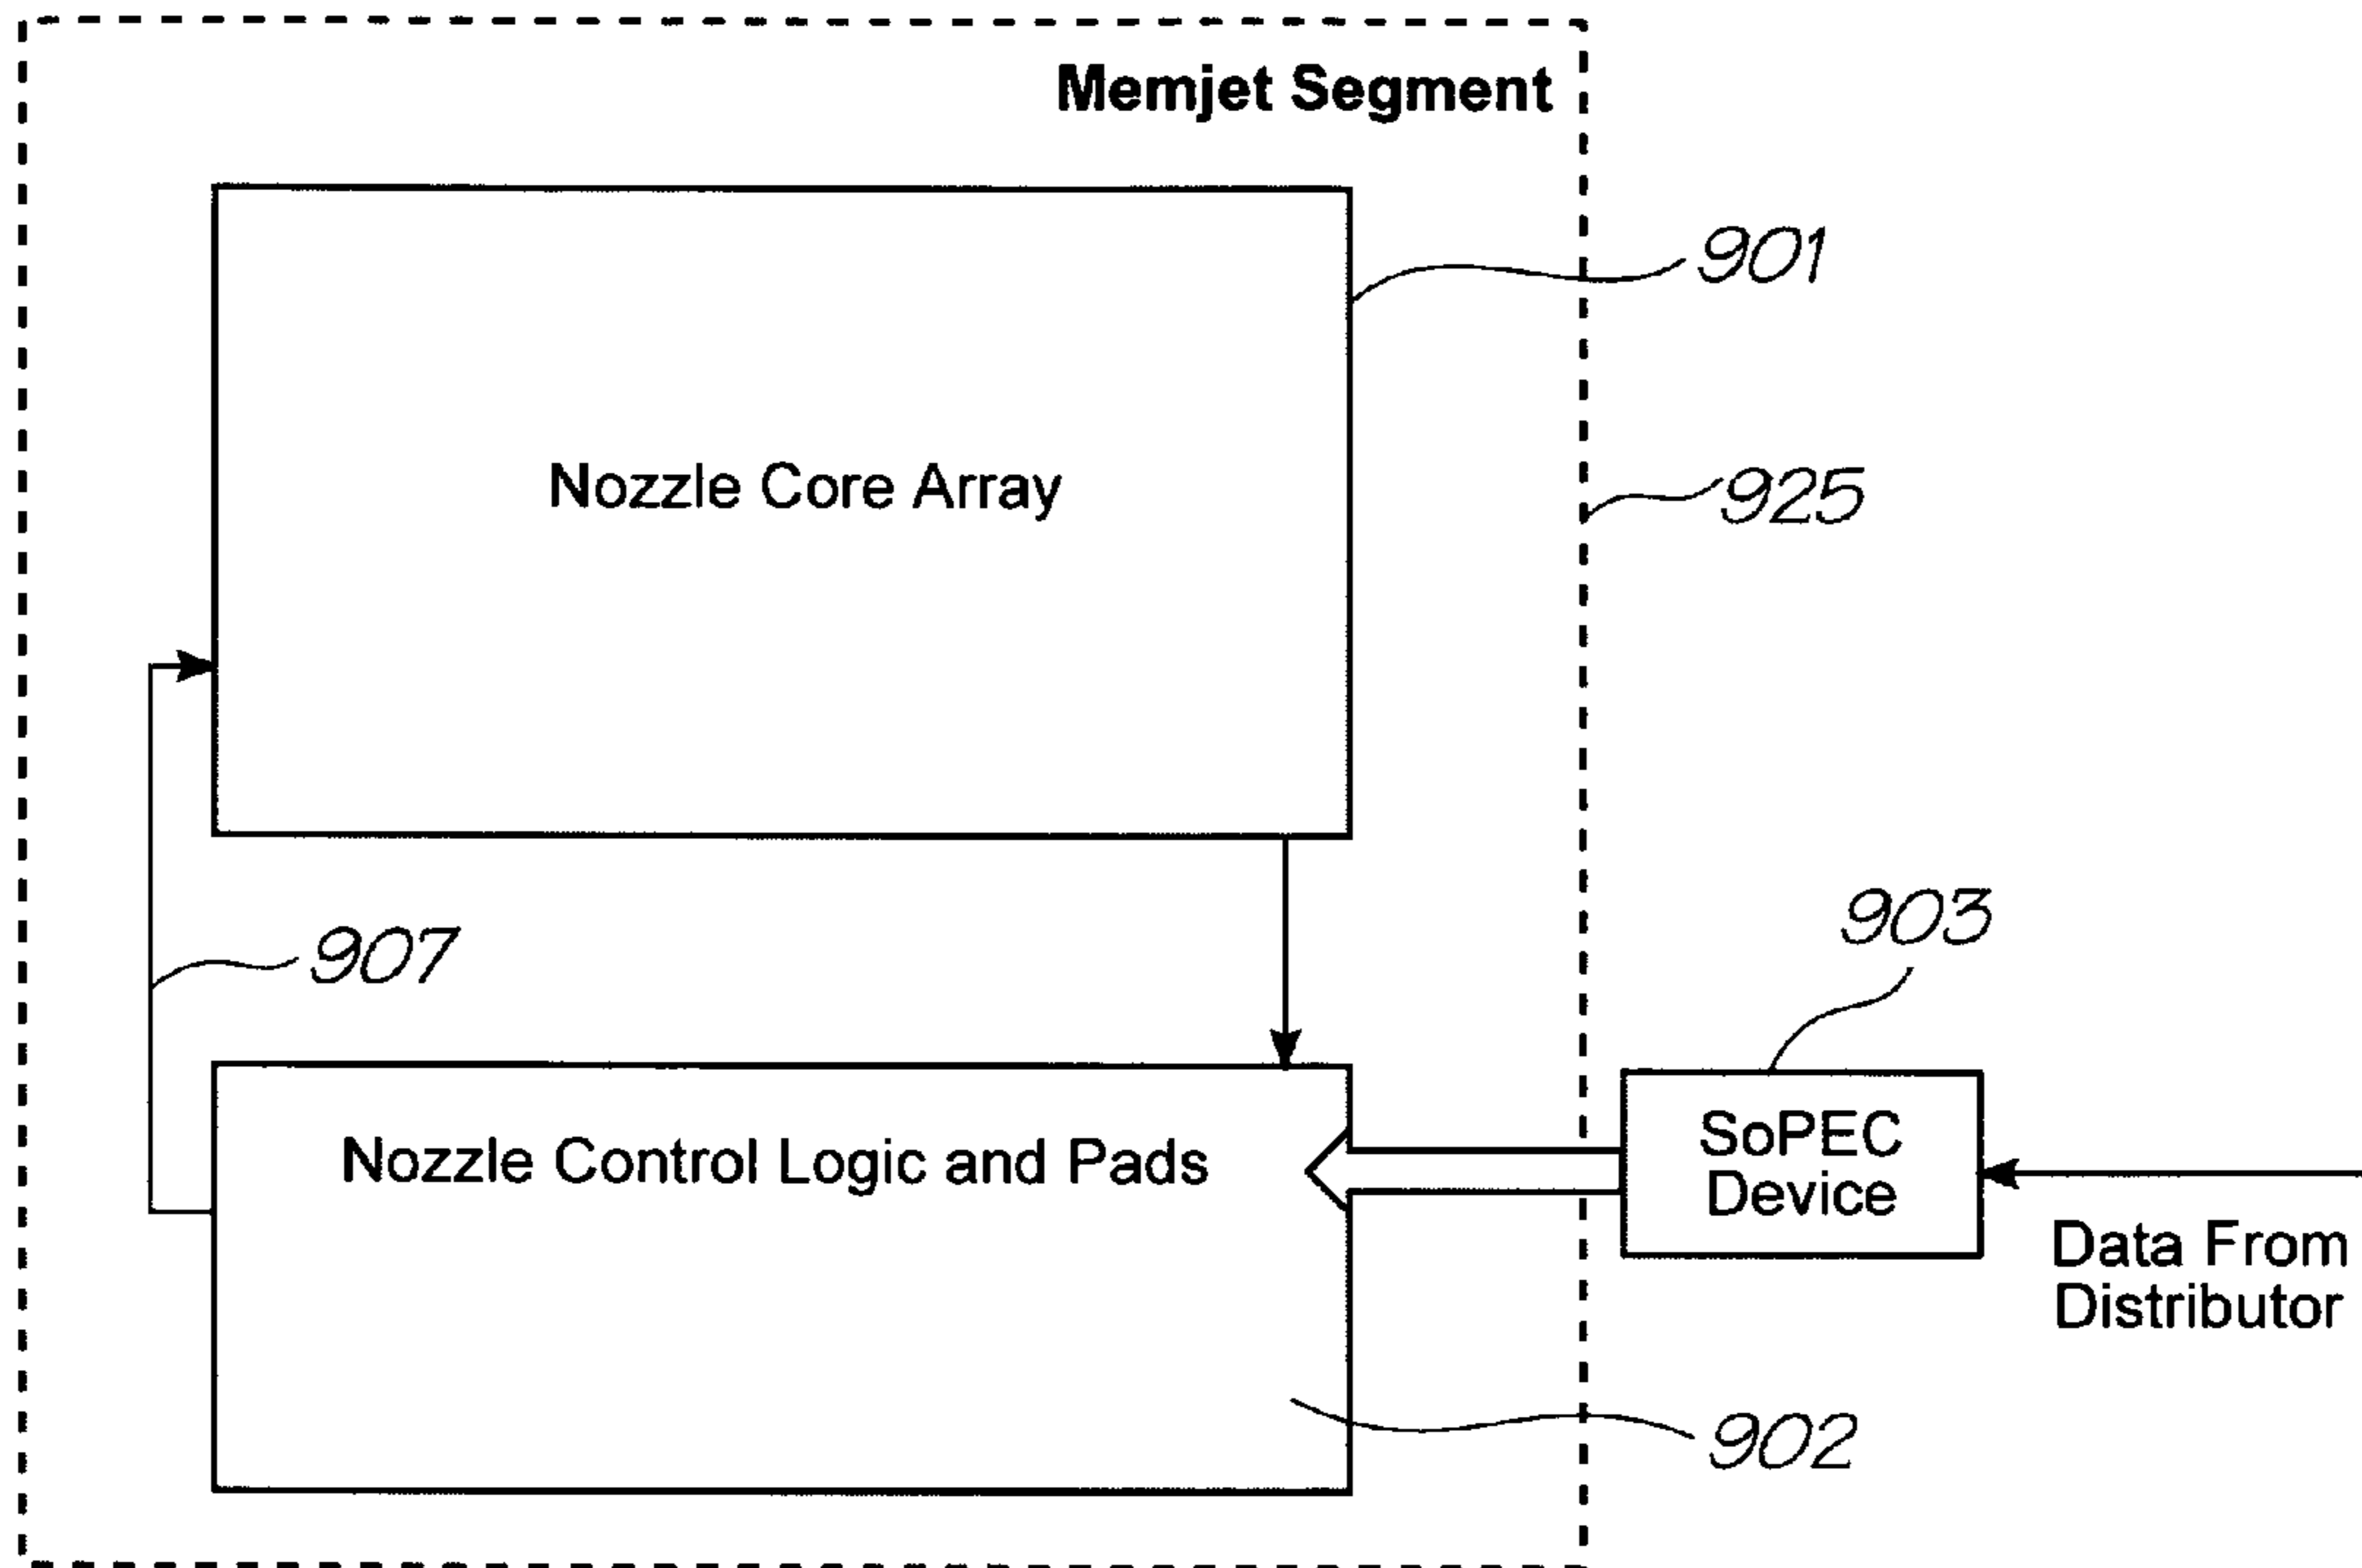 Memjet Segment
901
Nozzle Core Array
925
903
907
SoPEC
Device
Nozzle Control Logic and Pads
Data From
Distributor
902